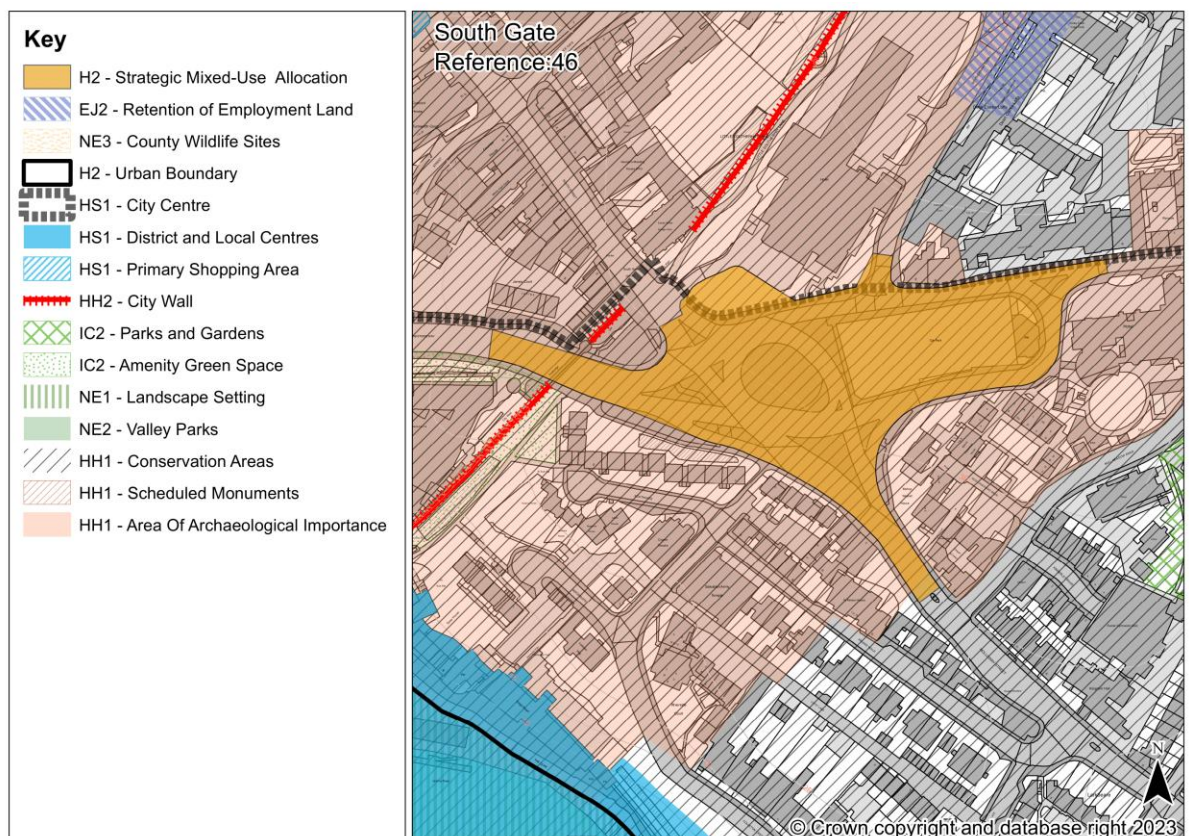 Key
H2 - Strategic Mixed-Use Allocation
EJ2 - Retention of Employment Land
NE3 - County Wildlife Sites
H2 - Urban Boundary
HS1 - City Centre
HS1 - District and Local Centres
HS1 - Primary Shopping Area
HH2 - City Wall
IC2 - Parks and Gardens
IC2 - Amenity Green Space
NE1 - Landscape Setting
NE2 - Valley Parks
HH1 - Conservation Areas
HH1 - Scheduled Monuments
HH1 - Area Of Archaeological Importance
South Gate
Reference:46
N
© Crown copyright and database right 2023